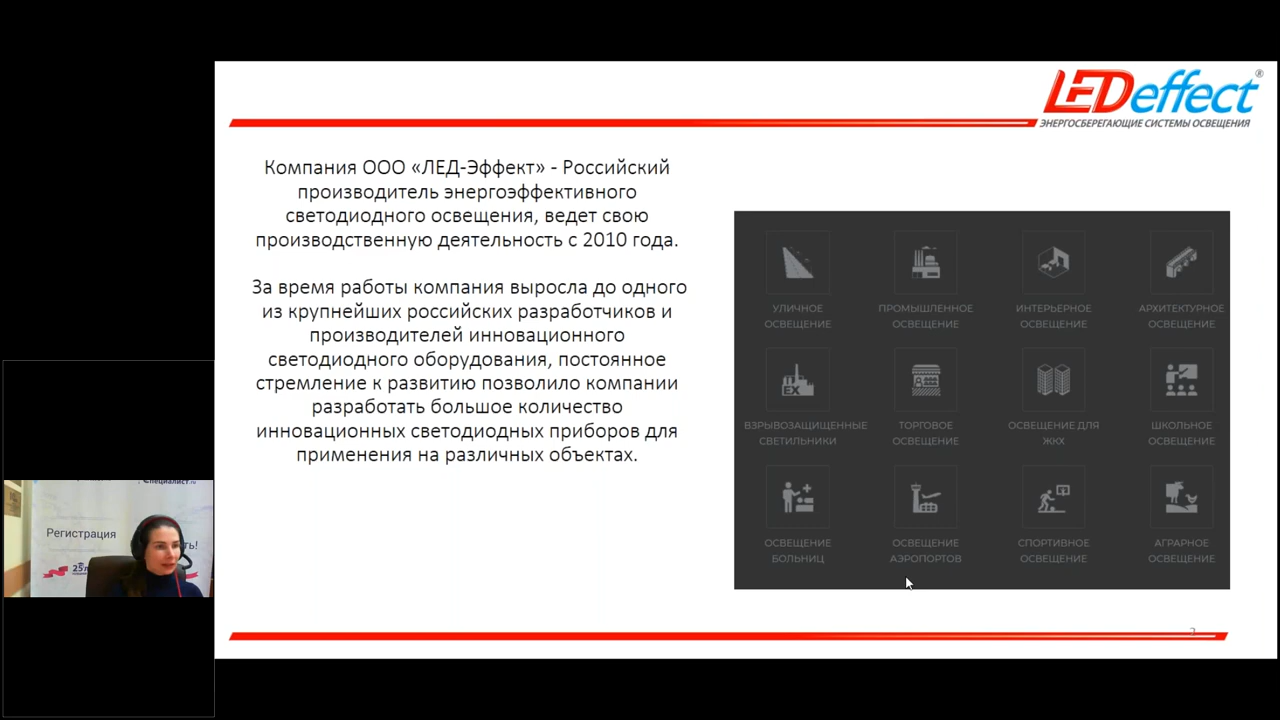 LEDeffect®
ЭНЕРГОСБЕРЕГАЮЩИЕ СИСТЕМЫ ОСВЕЩЕНИЯ
Компания ООО «ЛЕД-Эффект» - Российский
производитель энергоэффективного
светодиодного освещения, ведет свою
производственную деятельность с 2010 года.
За время работы компания выросла до одного
из крупнейших российских разработчиков и
производителей инновационного
светодиодного оборудования, постоянное
стремление к развитию позволило компании
разработать большое количество
инновационных светодиодных приборов для
применения на различных объектах.
УЛИЧНОЕ
ОСВЕЩЕНИЕ
ПРОМЫШЛЕННОЕ
ОСВЕЩЕНИЕ
ИНТЕРЬЕРНОЕ
ОСВЕЩЕНИЕ
АРХИТЕКТУРНОЕ
ОСВЕЩЕНИЕ
EX
ВЗРЫВОЗАЩИЩЕННЫЕ
СВЕТИЛЬНИКИ
ТОРГОВОЕ
ОСВЕЩЕНИЕ
ОСВЕЩЕНИЕ ДЛЯ
ЖКХ
ШКОЛЬНОЕ
ОСВЕЩЕНИЕ
ОСВЕЩЕНИЕ
БОЛЬНИЦ
ОСВЕЩЕНИЕ
АЭРОПОРТОВ
СПОРТИВНОЕ
ОСВЕЩЕНИЕ
АГРАРНОЕ
ОСВЕЩЕНИЕ
Специалист.ru
Регистрация
25